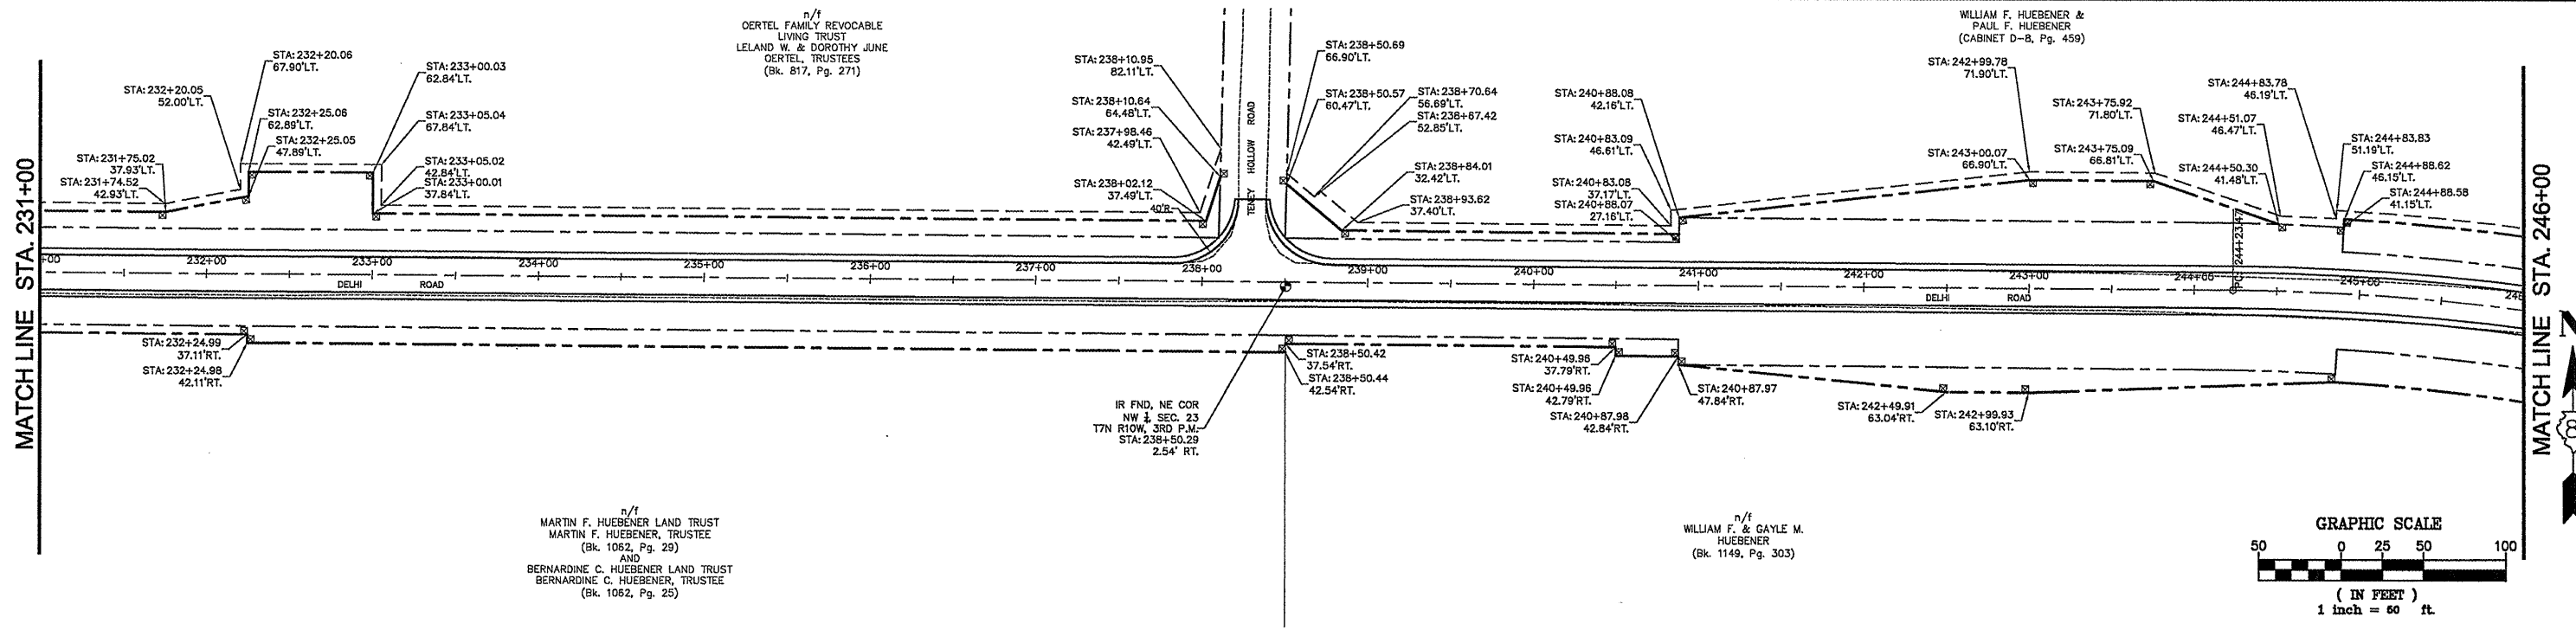 n/f
OERTEL FAMILY REVOCABLE
LIVING TRUST
LELAND W. & DOROTHY JUNE
OERTEL, TRUSTEES
(Bk. 817, Pg. 271)
WILLIAM F. HUEBENER &
PAUL F. HUEBENER
(CABINET D-8, Pg. 459)
MATCH LINE STA. 231+00
STA: 231+75.02
37.93'LT.
STA: 231+74.52
42.93'LT.
STA: 232+20.05
52.00'LT.
STA: 232+20.06
67.90'LT.
STA: 232+25.06
62.89'LT.
STA: 232+25.05
47.89'LT.
STA: 233+00.03
62.84'LT.
STA: 233+05.04
67.84'LT.
STA: 233+05.02
42.84'LT.
STA: 233+00.01
37.84'LT.
STA: 238+10.95
82.11'LT.
STA: 238+10.64
64.48'LT.
STA: 237+98.46
42.49'LT.
STA: 238+02.12
37.49'LT.
40'R
TENEY HOLLOW ROAD
STA: 238+50.69
66.90'LT.
STA: 238+50.57
60.47'LT.
STA: 238+70.64
56.69'LT.
STA: 238+67.42
52.85'LT.
STA: 238+84.01
32.42'LT.
STA: 238+93.62
37.40'LT.
STA: 240+88.08
42.16'LT.
STA: 240+83.09
46.61'LT.
STA: 240+83.08
37.17'LT.
STA: 240+88.07
27.16'LT.
STA: 242+99.78
71.90'LT.
STA: 243+00.07
66.90'LT.
STA: 243+75.92
71.80'LT.
STA: 243+75.09
66.81'LT.
STA: 244+51.07
46.47'LT.
STA: 244+50.30
41.48'LT.
STA: 244+83.78
46.19'LT.
STA: 244+83.83
51.19'LT.
STA: 244+88.62
46.15'LT.
STA: 244+88.58
41.15'LT.
MATCH LINE STA. 246+00
+00
232+00
233+00
234+00
235+00
236+00
237+00
238+00
239+00
240+00
241+00
242+00
243+00
244+00
245+00
DELHI ROAD
DELHI ROAD
STA: 232+24.99
37.11'RT.
STA: 232+24.98
42.11'RT.
STA: 238+50.42
37.54'RT.
STA: 238+50.44
42.54'RT.
IR FND, NE COR
NW ¼ SEC. 23
T7N R10W, 3RD P.M.
STA: 238+50.29
2.54' RT.
STA: 240+49.96
37.79'RT.
STA: 240+49.96
42.79'RT.
STA: 240+87.98
42.84'RT.
STA: 240+87.97
47.84'RT.
STA: 242+49.91
63.04'RT.
STA: 242+99.93
63.10'RT.
N
n/f
MARTIN F. HUEBENER LAND TRUST
MARTIN F. HUEBENER, TRUSTEE
(Bk. 1062, Pg. 29)
AND
BERNARDINE C. HUEBENER LAND TRUST
BERNARDINE C. HUEBENER, TRUSTEE
(Bk. 1062, Pg. 25)
n/f
WILLIAM F. & GAYLE M.
HUEBENER
(Bk. 1149, Pg. 303)
GRAPHIC SCALE
50 0 25 50 100
( IN FEET )
1 inch = 50 ft.